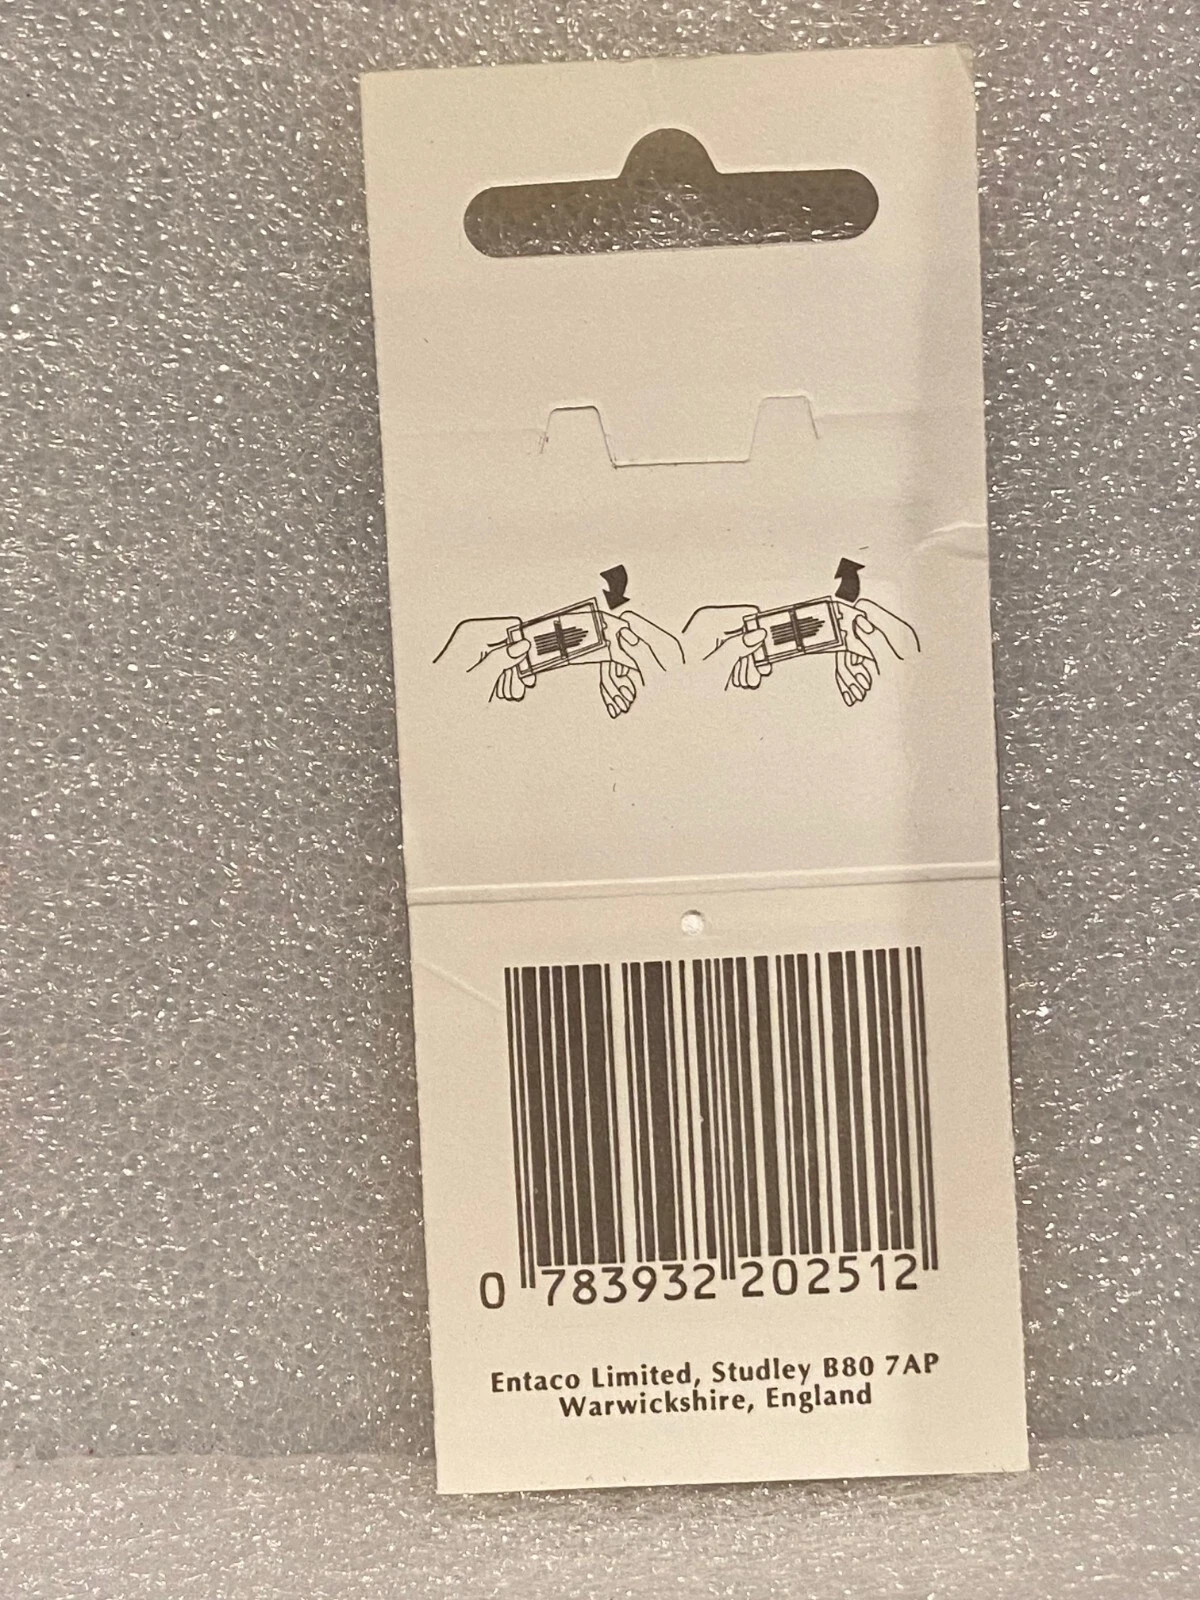 0 783932 202512
Entaco Limited, Studley B80 7AP
Warwickshire, England